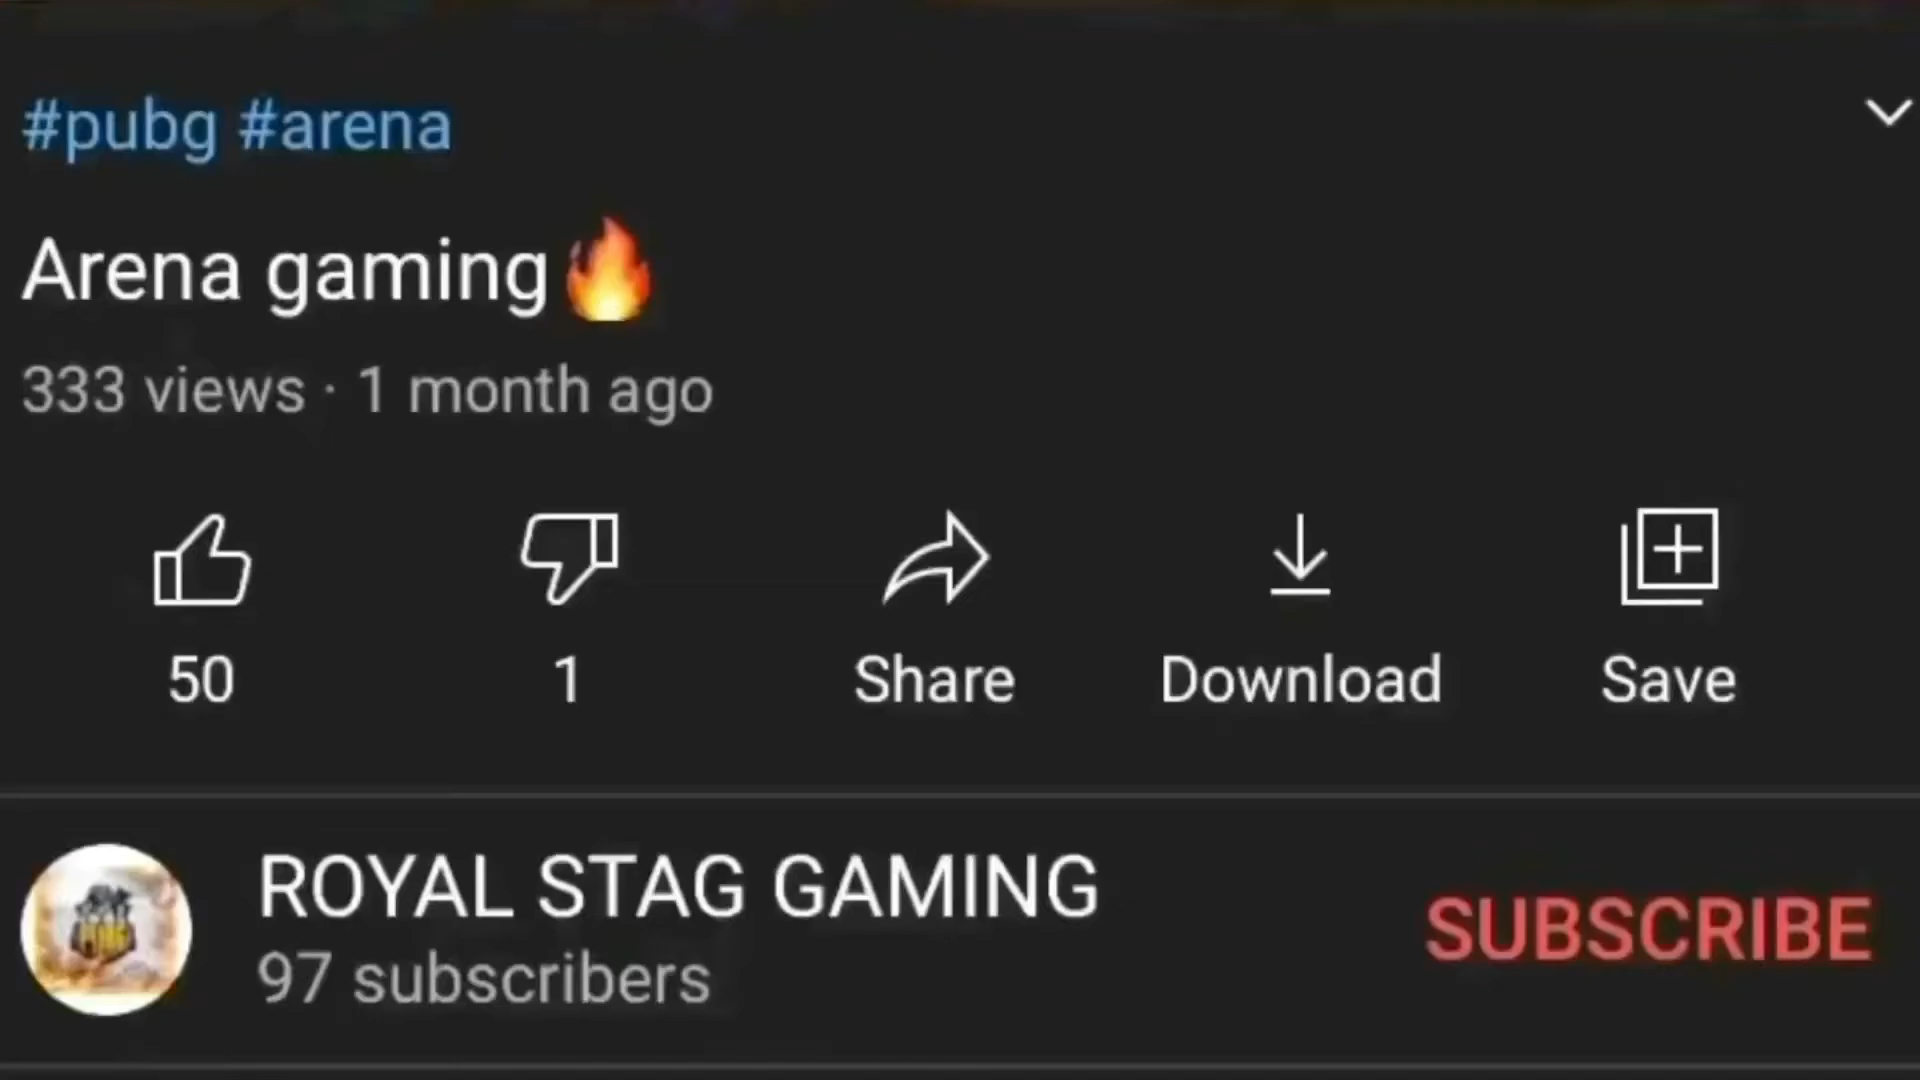 #pubg #arena
Arena gaming🔥
333 views · 1 month ago
50 1 Share Download Save
ROYAL STAG GAMING
97 subscribers
SUBSCRIBE